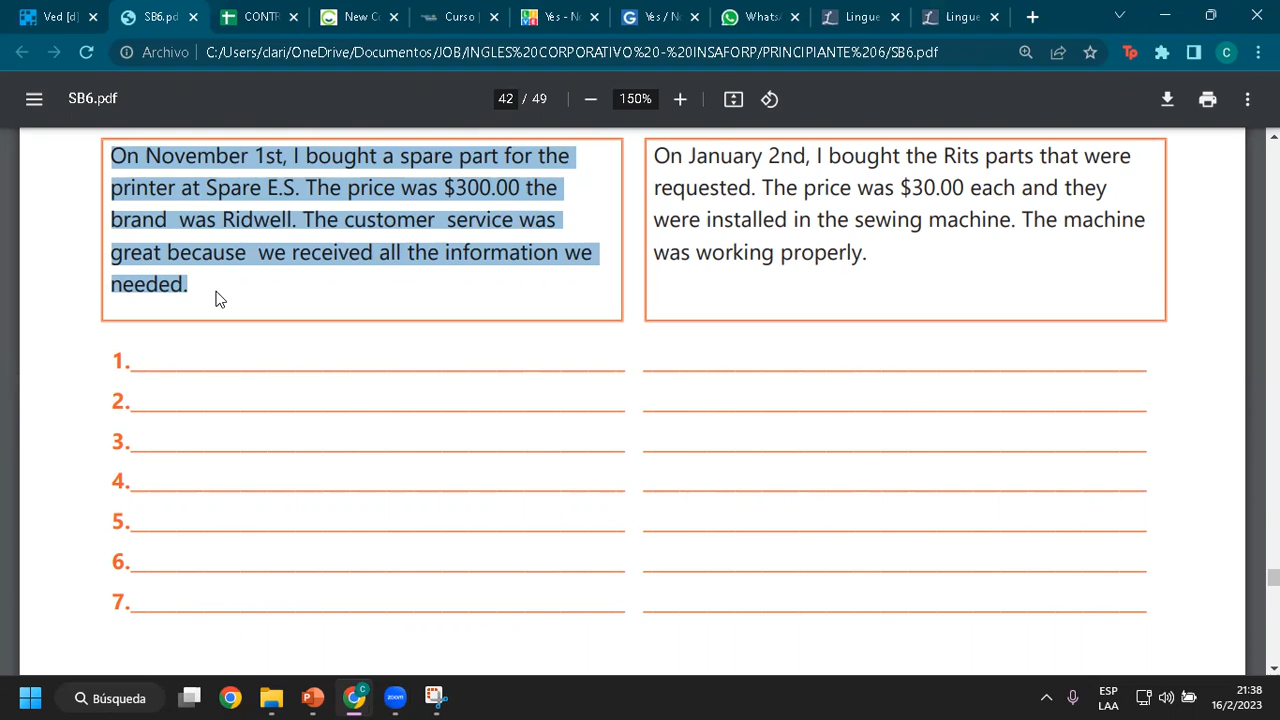 Ved [d
SB6.pd
CONTR
New Co
Curso [
Yes - No
Yes / No
WhatsA
Lingue
Lingue
Archivo
C:/Users/clari/OneDrive/Documentos/JOB/INGLES%20CORPORATIVO%20-%20INSAFORP/PRINCIPIANTE%206/SB6.pdf
C
SB6.pdf
42 / 49
150%
On November 1st, I bought a spare part for the
printer at Spare E.S. The price was $300.00 the
brand was Ridwell. The customer service was
great because we received all the information we
needed.
On January 2nd, I bought the Rits parts that were
requested. The price was $30.00 each and they
were installed in the sewing machine. The machine
was working properly.
1.
2.
3.
4.
5.
6.
7.
Búsqueda
ESP
LAA
21:38
16/2/2023